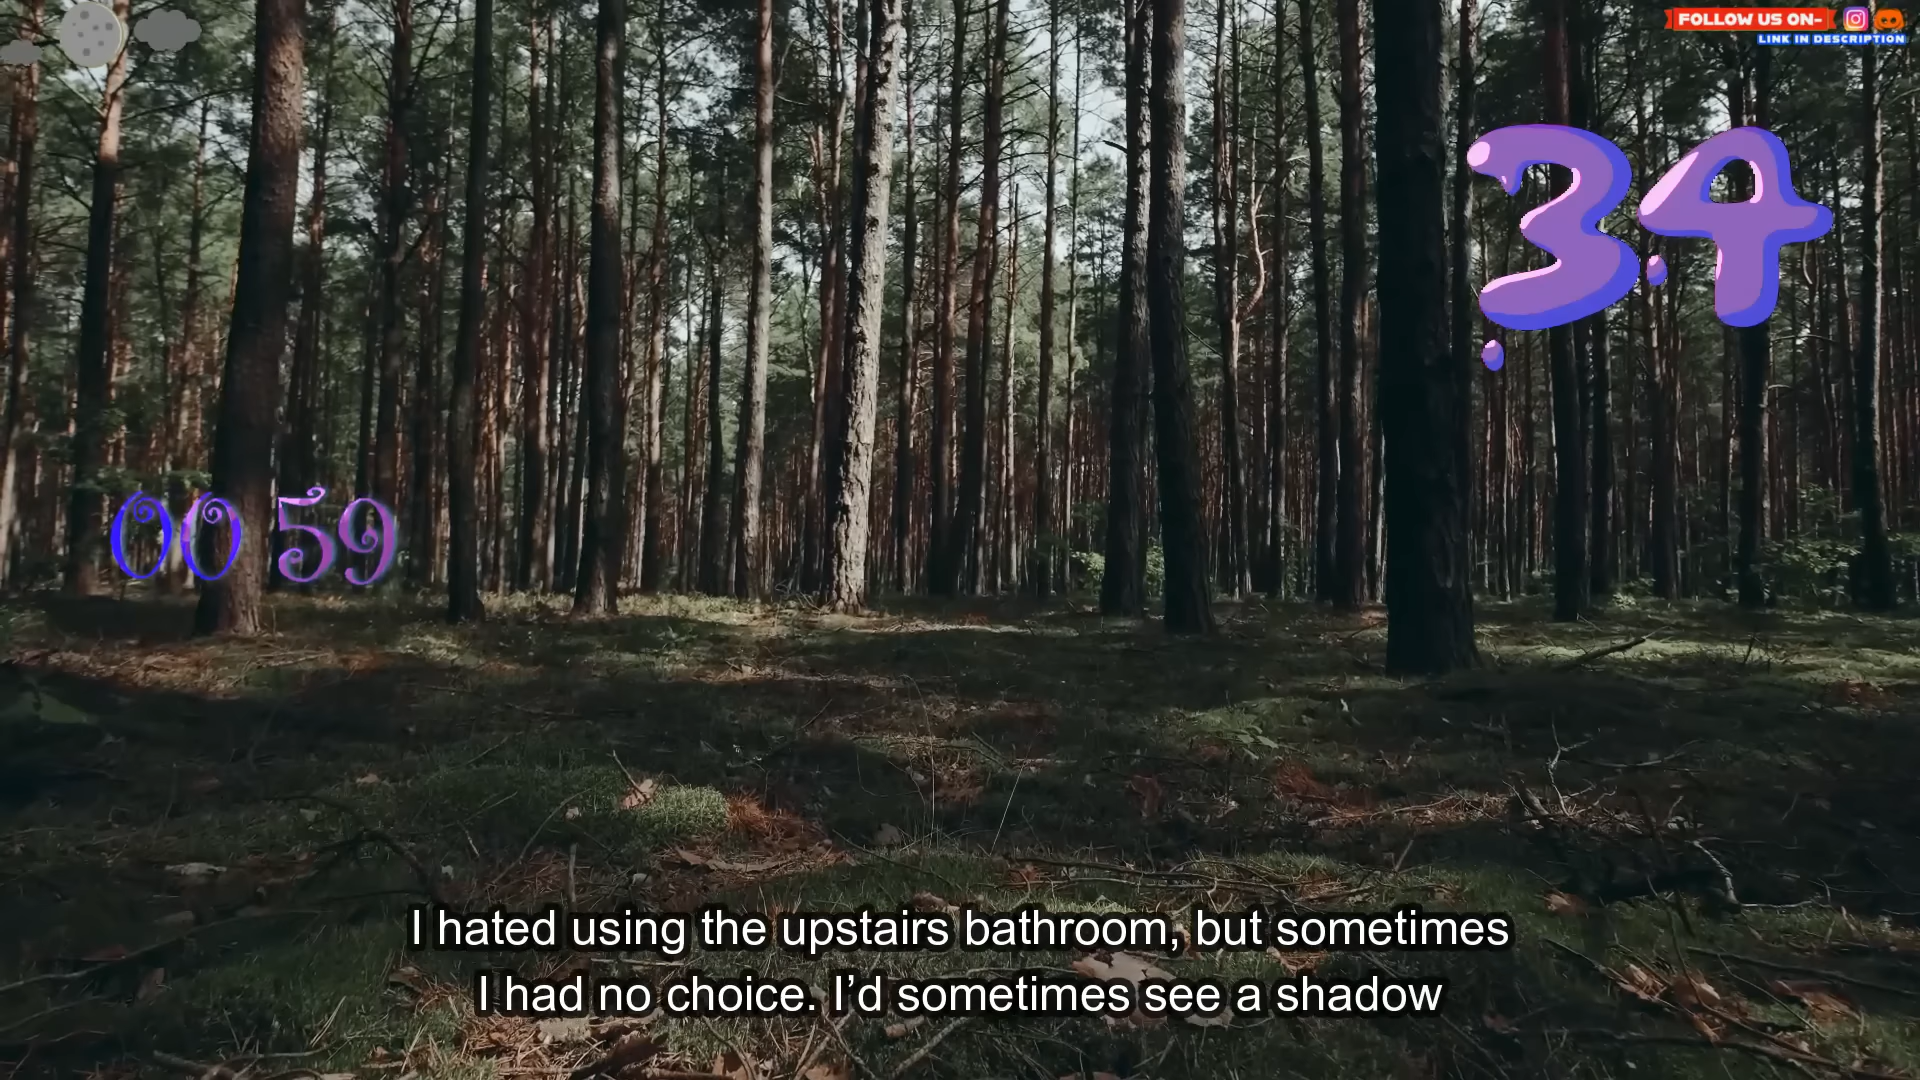 FOLLOW US ON-
LINK IN DESCRIPTION
34
00 59
I hated using the upstairs bathroom, but sometimes
I had no choice. I’d sometimes see a shadow